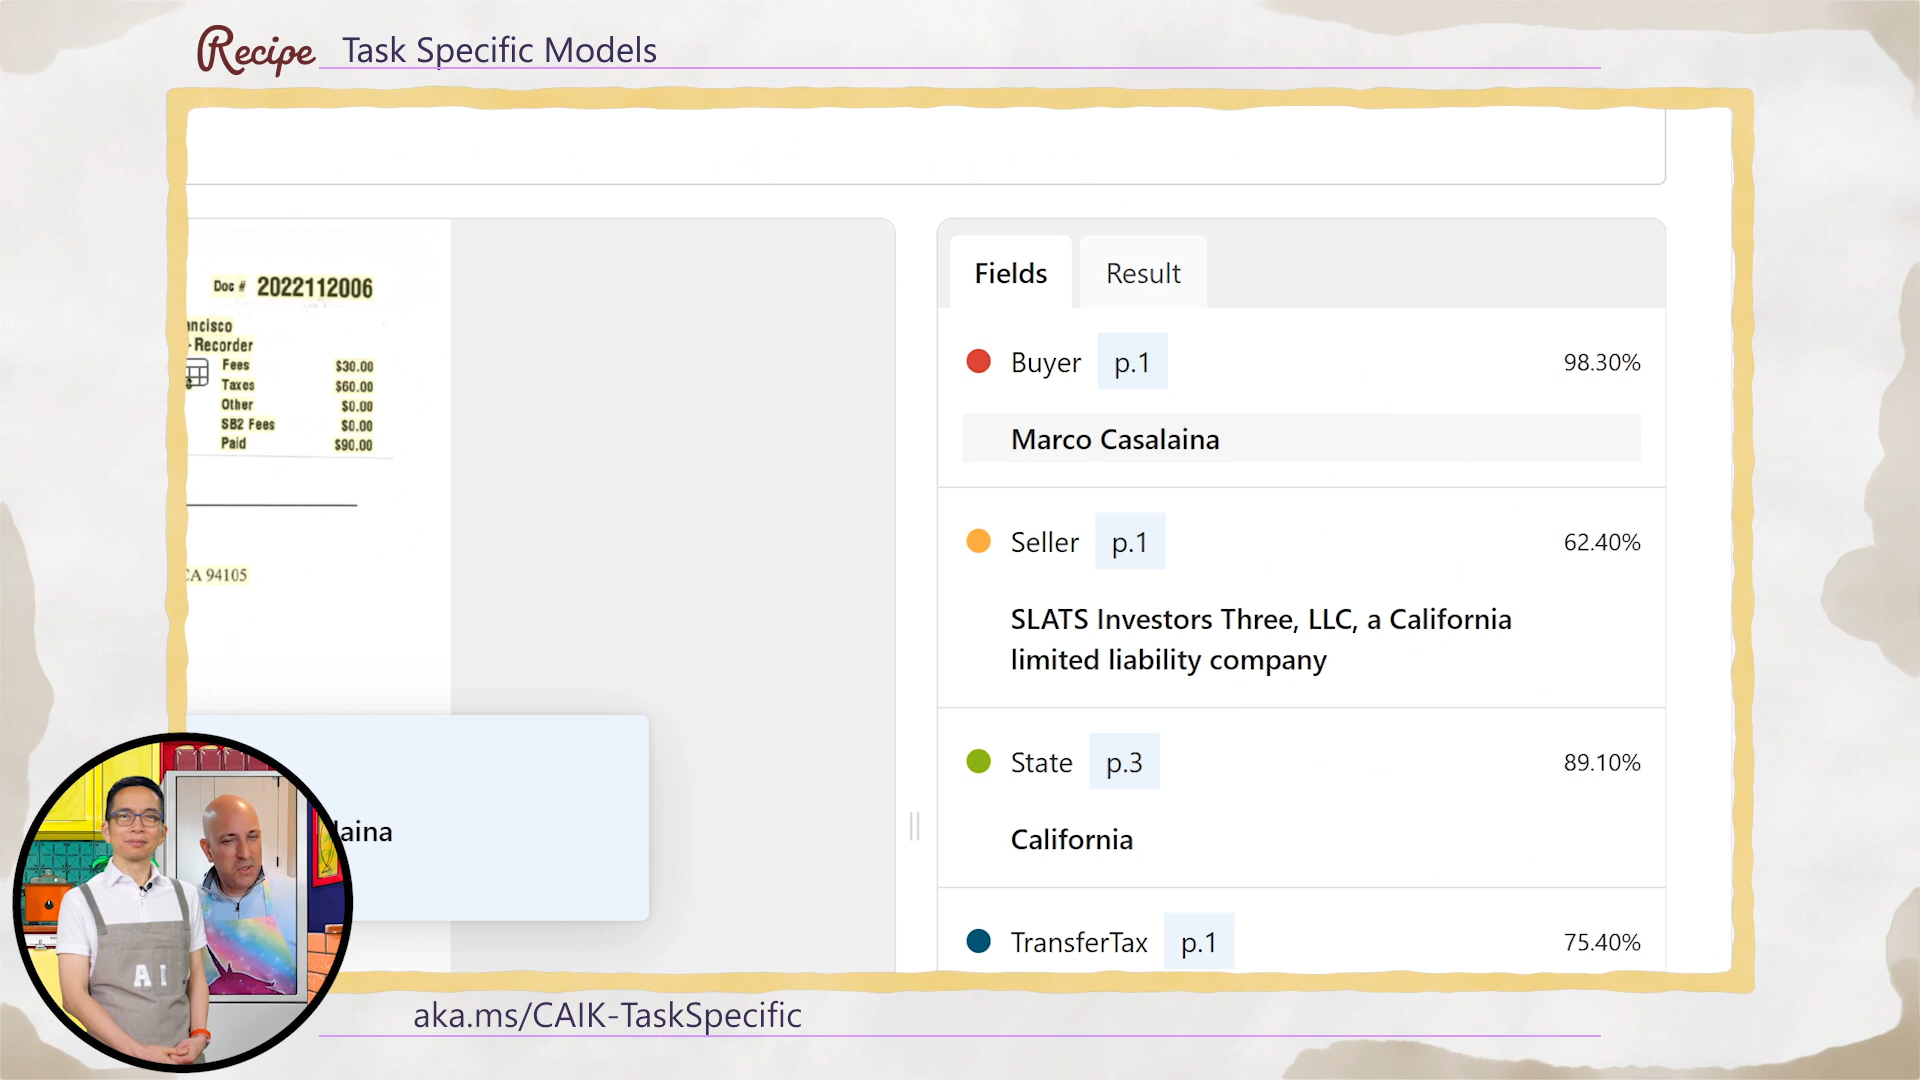 Recipe Task Specific Models
Doc # 2022112006
ancisco
- Recorder
Fees $30.00
Taxes $60.00
Other $0.00
SB2 Fees $0.00
Paid $90.00
CA 94105
laina
AI
Fields Result
Buyer p.1 98.30%
Marco Casalaina
Seller p.1 62.40%
SLATS Investors Three, LLC, a California
limited liability company
State p.3 89.10%
California
TransferTax p.1 75.40%
aka.ms/CAIK-TaskSpecific